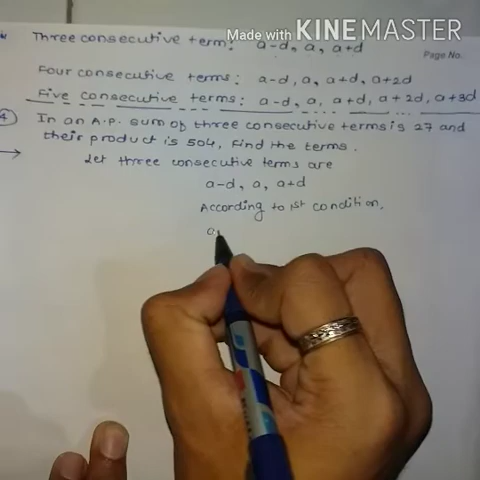 Made with KINEMASTER
Three consecutive term: a-d, a, a+d
Page No.
Four consecutive terms: a-d, a, a+d, a+2d
Five consecutive terms: a-d, a, a+d, a+2d, a+3d
4) In an A.P. sum of three consecutive terms is 27 and
their product is 504, find the terms.
→ Let three consecutive terms are
a-d, a, a+d
According to 1st condition,
a